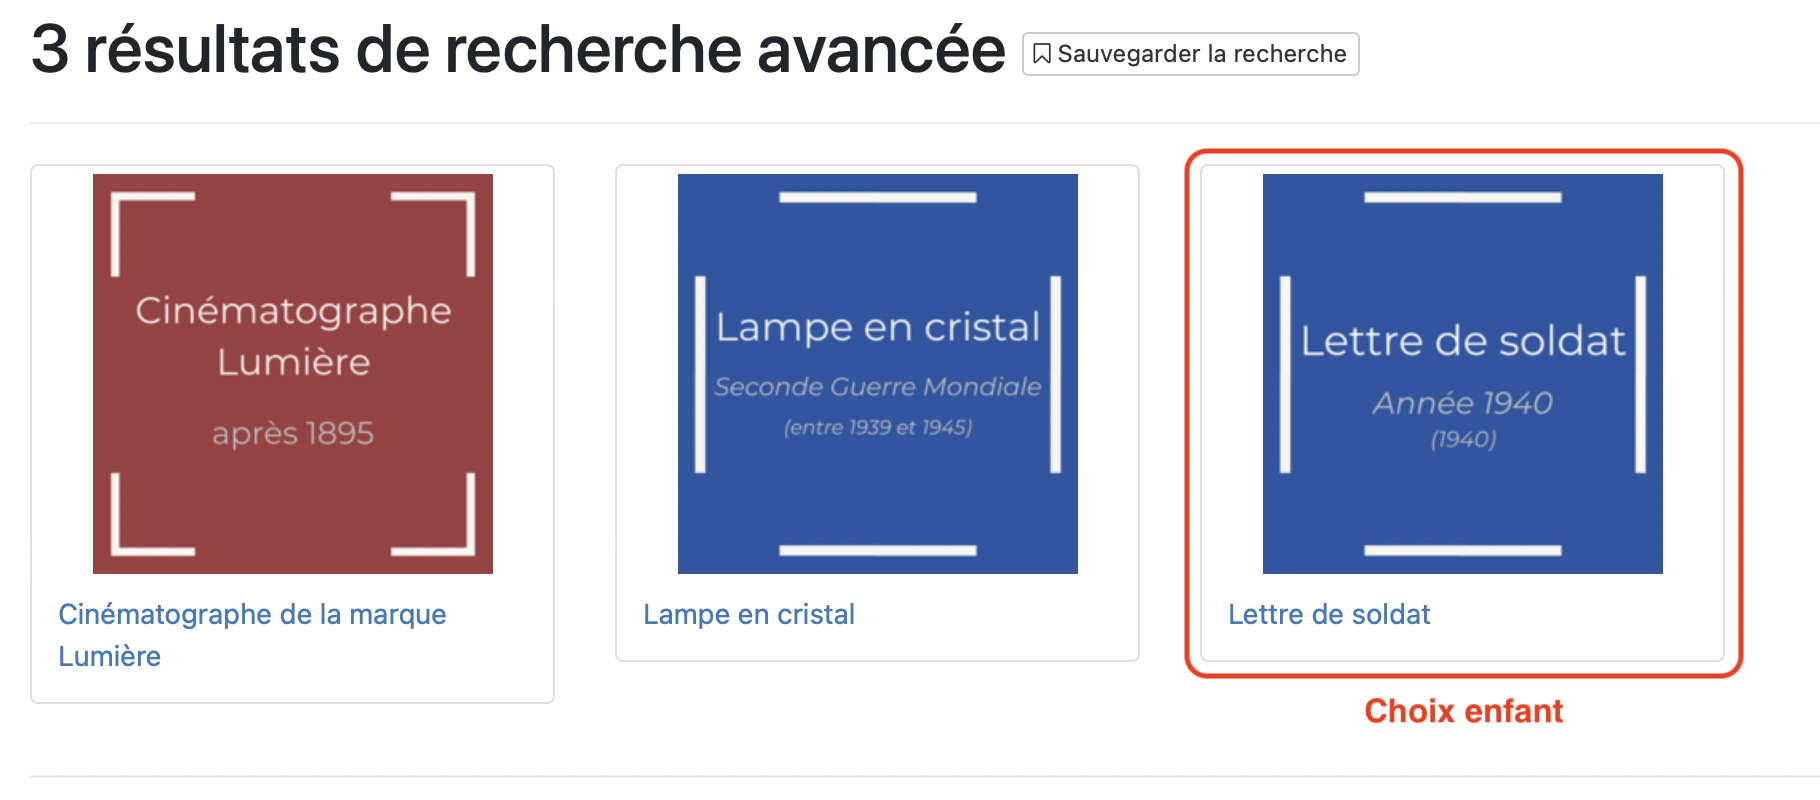 3 résultats de recherche avancée
Sauvegarder la recherche
Cinématographe
Lumière
après 1895
Cinématographe de la marque
Lumière
Lampe en cristal
Seconde Guerre Mondiale
(entre 1939 et 1945)
Lampe en cristal
Lettre de soldat
Année 1940
(1940)
Lettre de soldat
Choix enfant